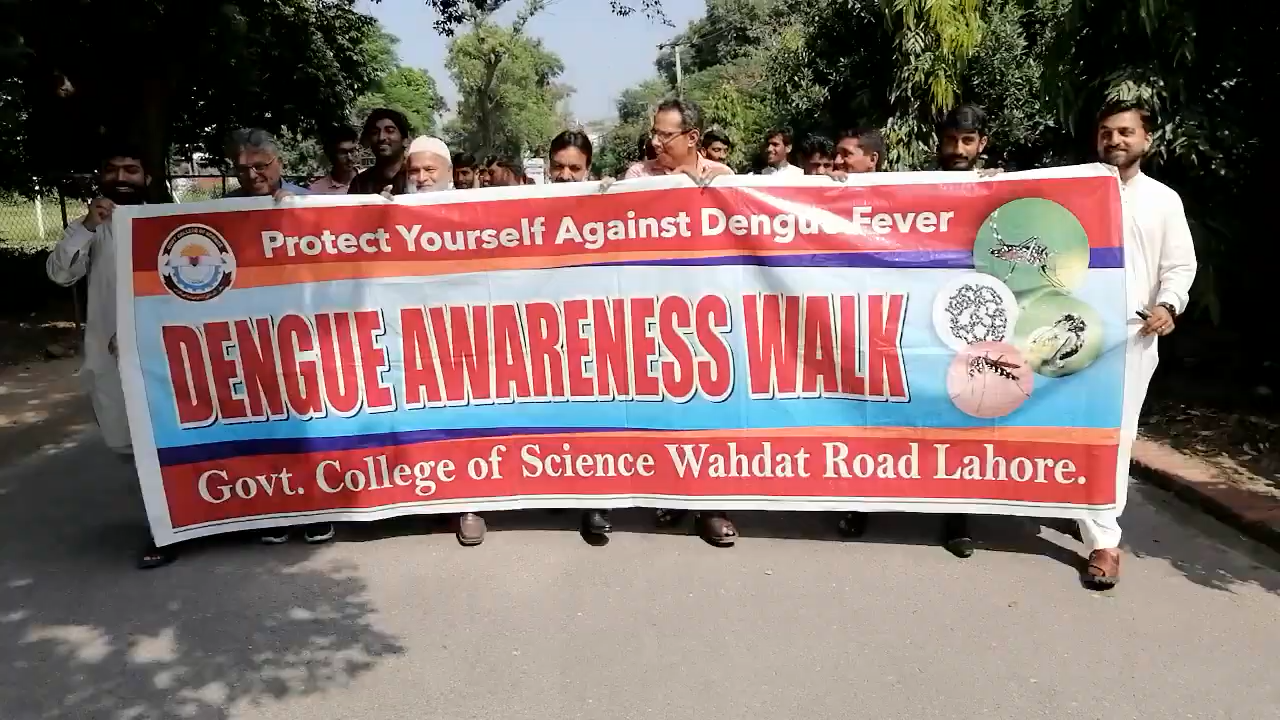 Protect Yourself Against Dengue Fever
DENGUE AWARENESS WALK
Govt. College of Science Wahdat Road Lahore.